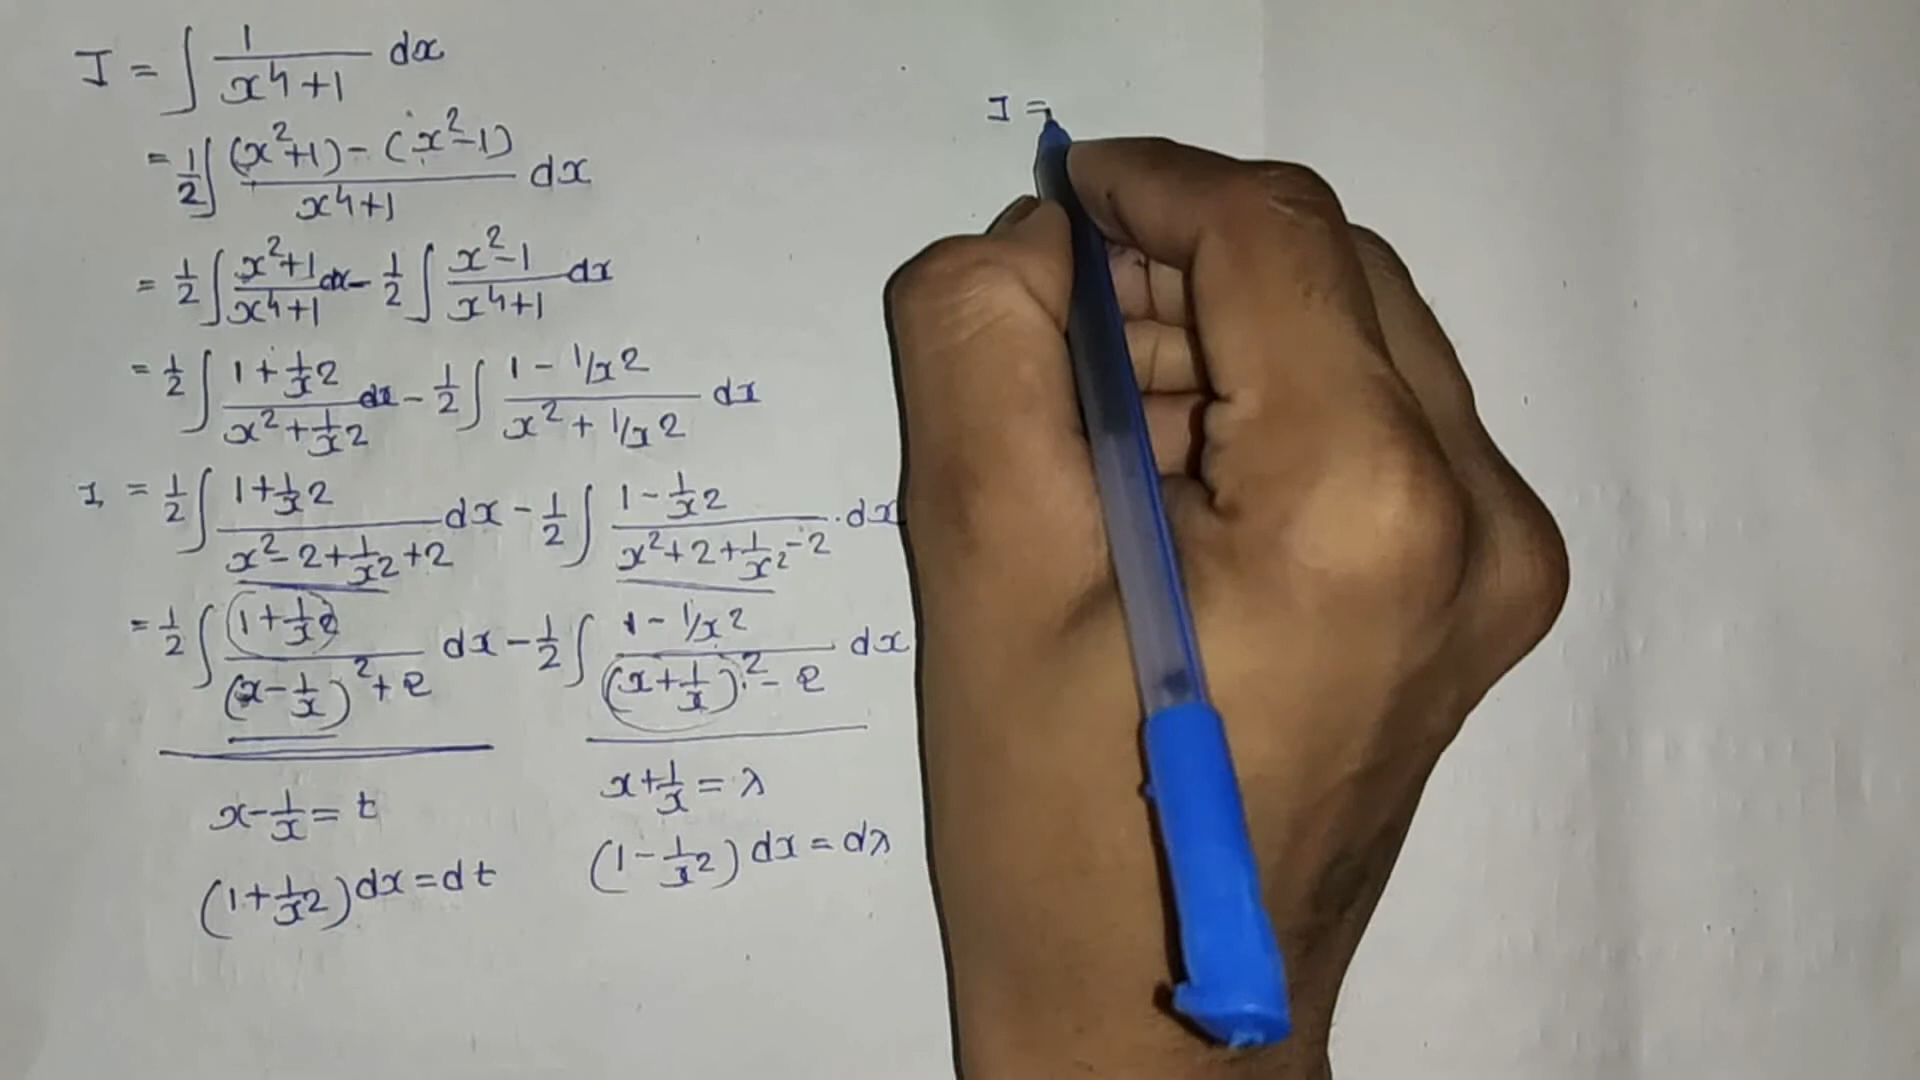 I = ∫ 1/(x⁴+1) dx
= 1/2 ∫ ((x²+1) - (x²-1))/(x⁴+1) dx
= 1/2 ∫ (x²+1)/(x⁴+1) dx - 1/2 ∫ (x²-1)/(x⁴+1) dx
= 1/2 ∫ (1 + 1/x²)/(x² + 1/x²) dx - 1/2 ∫ (1 - 1/x²)/(x² + 1/x²) dx
I = 1/2 ∫ (1 + 1/x²)/(x² - 2 + 1/x² + 2) dx - 1/2 ∫ (1 - 1/x²)/(x² + 2 + 1/x² - 2) . dx
= 1/2 ∫ (1 + 1/x²)/((x - 1/x)² + 2) dx - 1/2 ∫ (1 - 1/x²)/((x + 1/x)² - 2) dx
x - 1/x = t
(1 + 1/x²) dx = dt
x + 1/x = λ
(1 - 1/x²) dx = dλ
I =